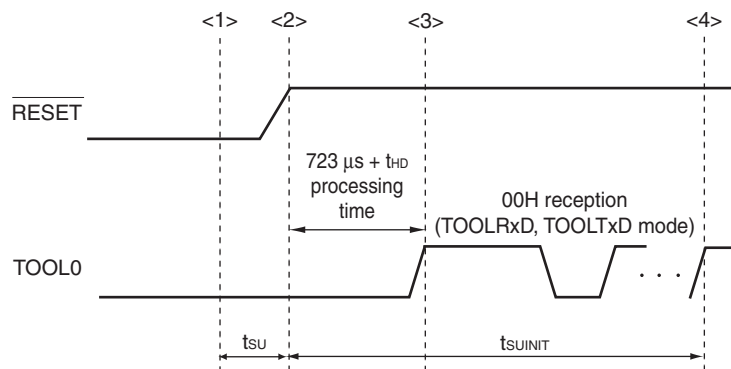 <1> <2> <3> <4>
RESET
723 µs + tHD
processing
time
00H reception
(TOOLRxD, TOOLTxD mode)
TOOL0
. . .
tSU tSUINIT